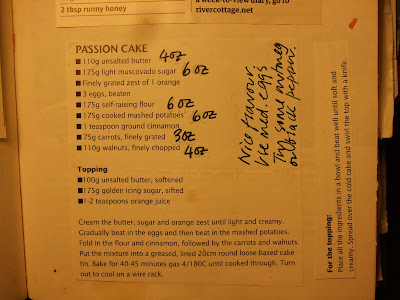 2 tbsp runny honey
a week-to-view diary, go to
rivercottage.net
PASSION CAKE
■ 110g unsalted butter 4oz
■ 175g light muscovado sugar 6oz
■ Finely grated zest of 1 orange
■ 3 eggs, beaten
■ 175g self-raising flour 6oz
■ 175g cooked mashed potatoes 6oz
■ 1 teaspoon ground cinnamon
■ 75g carrots, finely grated 3oz
■ 110g walnuts, finely chopped 4oz
Topping
■ 100g unsalted butter, softened
■ 175g golden icing sugar, sifted
■ 1-2 teaspoons orange juice
Cream the butter, sugar and orange zest until light and creamy.
Gradually beat in the eggs and then beat in the mashed potatoes.
Fold in the flour and cinnamon, followed by the carrots and walnuts.
Put the mixture into a greased, lined 20cm round loose-based cake
tin. Bake for 40-45 minutes gas 4/180C until cooked through. Turn
out to cool on a wire rack.
Nice flavour.
Use med. eggs
Try some nutmeg
black pepper.
For the topping:
Place all the ingredients in a bowl and beat well until soft and
creamy. Spread over the cold cake and swirl the top with a knife.